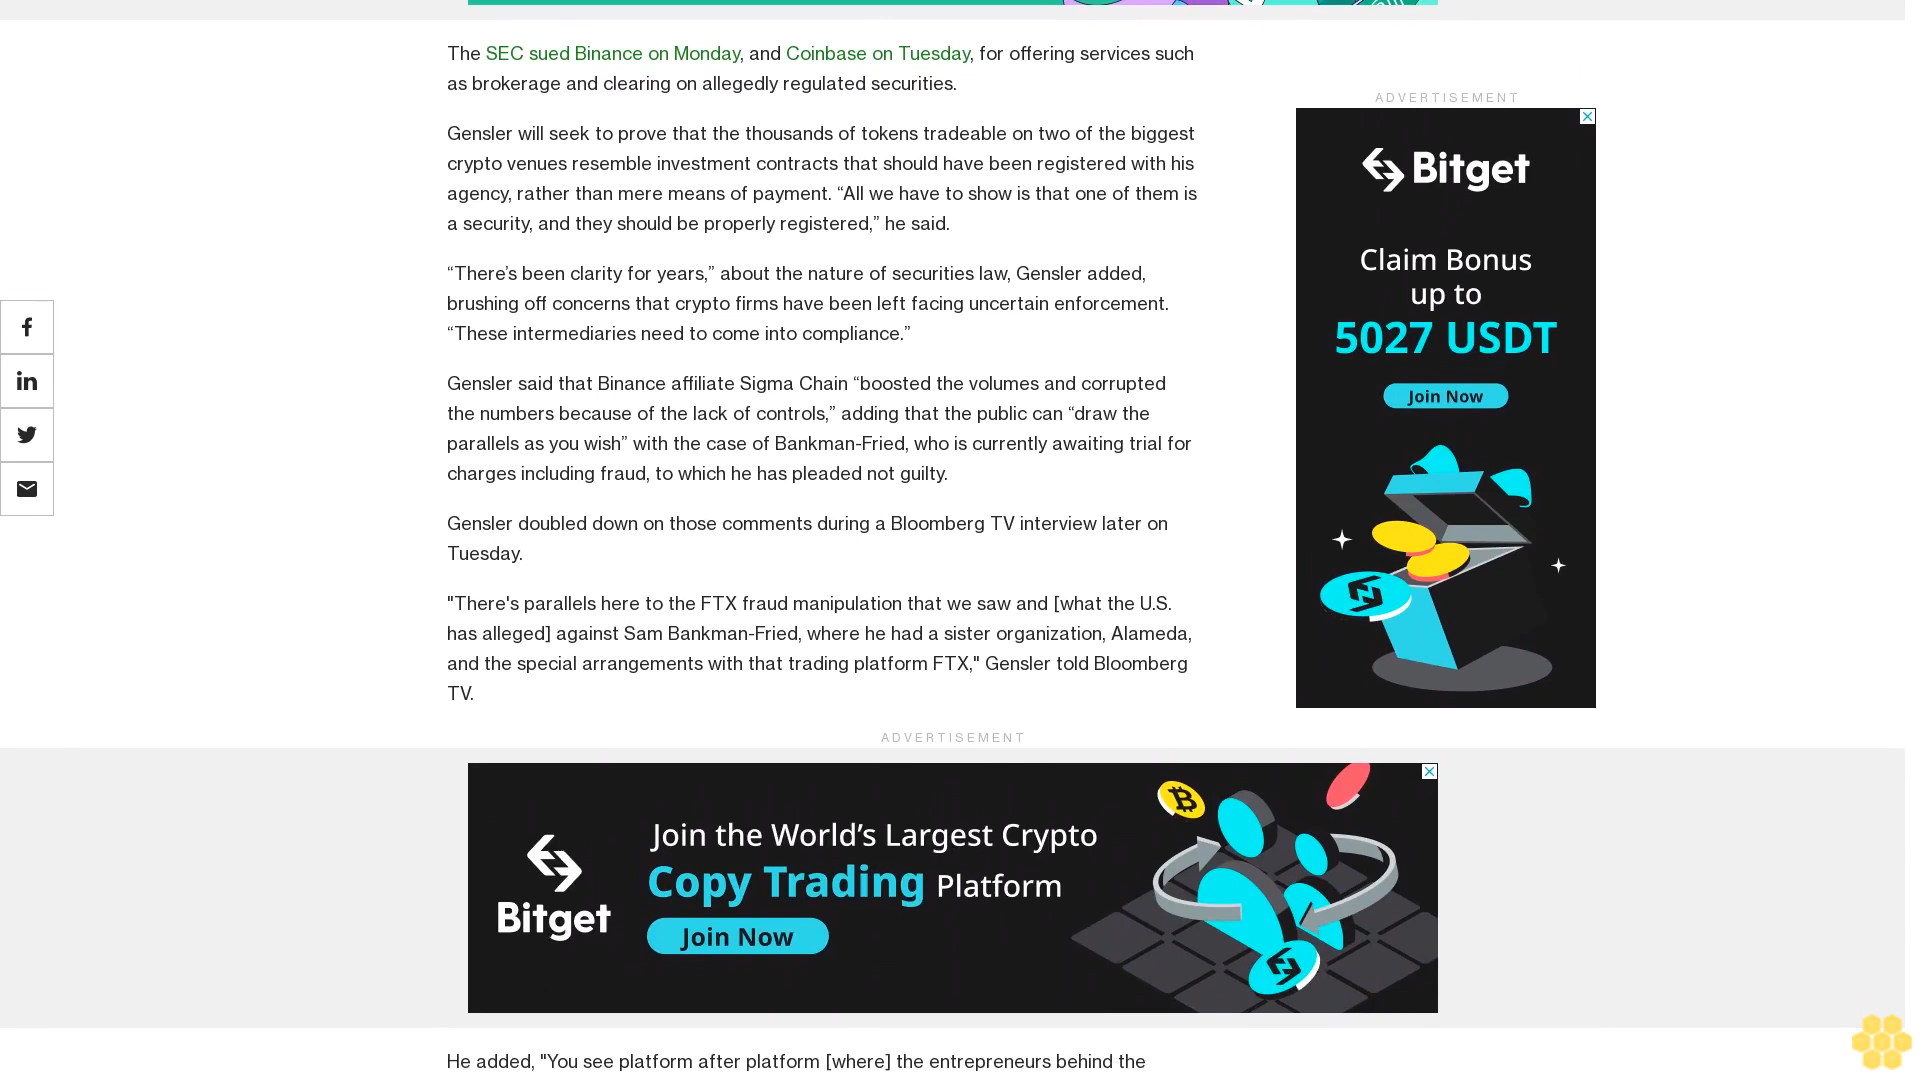 The SEC sued Binance on Monday, and Coinbase on Tuesday, for offering services such
as brokerage and clearing on allegedly regulated securities.
Gensler will seek to prove that the thousands of tokens tradeable on two of the biggest
crypto venues resemble investment contracts that should have been registered with his
agency, rather than mere means of payment. “All we have to show is that one of them is
a security, and they should be properly registered,” he said.
“There’s been clarity for years,” about the nature of securities law, Gensler added,
brushing off concerns that crypto firms have been left facing uncertain enforcement.
“These intermediaries need to come into compliance.”
Gensler said that Binance affiliate Sigma Chain “boosted the volumes and corrupted
the numbers because of the lack of controls,” adding that the public can “draw the
parallels as you wish” with the case of Bankman-Fried, who is currently awaiting trial for
charges including fraud, to which he has pleaded not guilty.
Gensler doubled down on those comments during a Bloomberg TV interview later on
Tuesday.
"There's parallels here to the FTX fraud manipulation that we saw and [what the U.S.
has alleged] against Sam Bankman-Fried, where he had a sister organization, Alameda,
and the special arrangements with that trading platform FTX," Gensler told Bloomberg
TV.
ADVERTISEMENT
Bitget
Claim Bonus
up to
5027 USDT
Join Now
ADVERTISEMENT
Bitget
Join the World’s Largest Crypto
Copy Trading Platform
Join Now
He added, "You see platform after platform [where] the entrepreneurs behind the